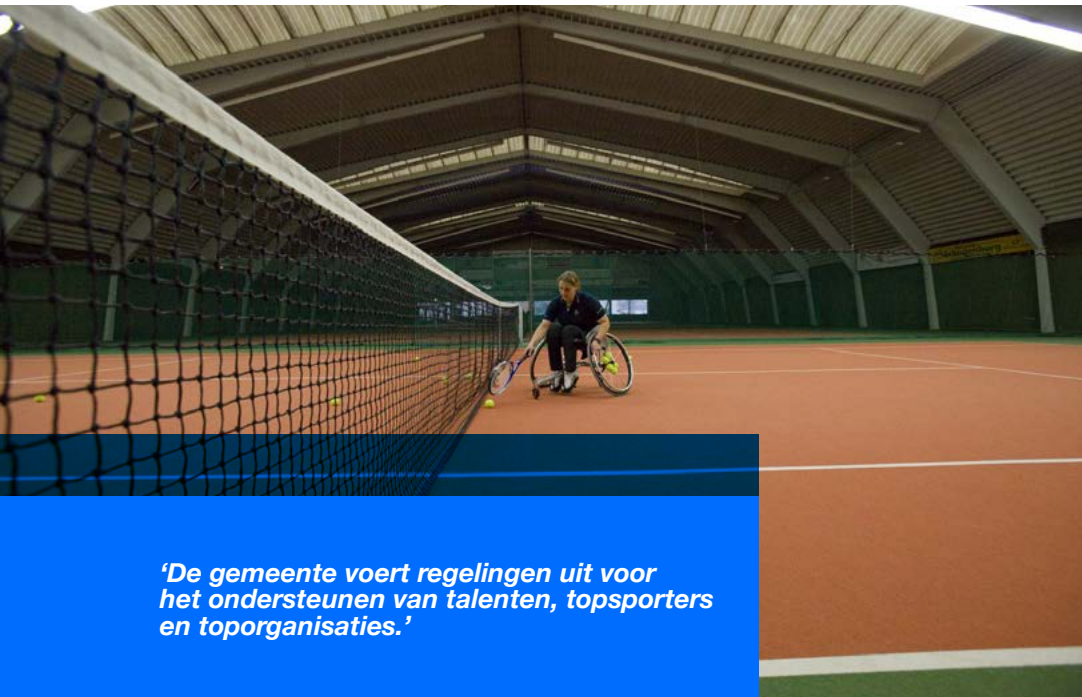 ‘De gemeente voert regelingen uit voor
het ondersteunen van talenten, topsporters
en toporganisaties.’